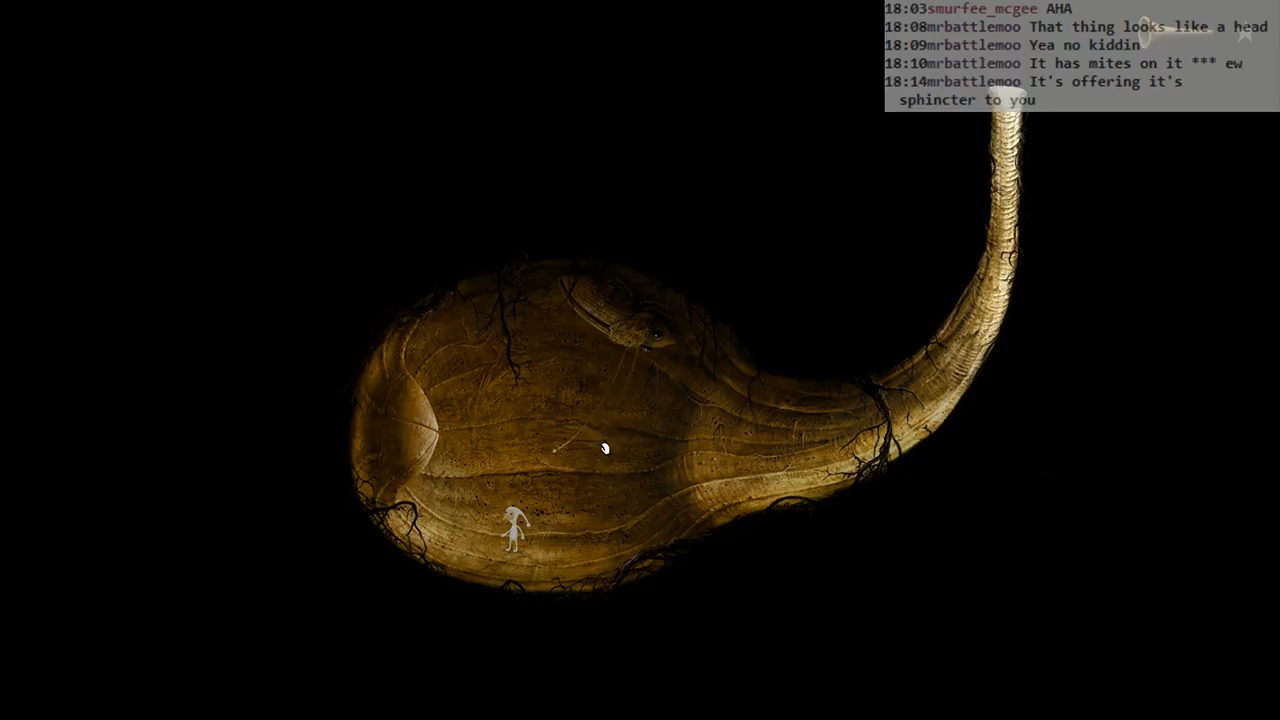 18:03smurfee_mcgee AHA
18:08mrbattlemoo That thing looks like a head
18:09mrbattlemoo Yea no kiddin
18:10mrbattlemoo It has mites on it *** ew
18:14mrbattlemoo It's offering it's
sphincter to you